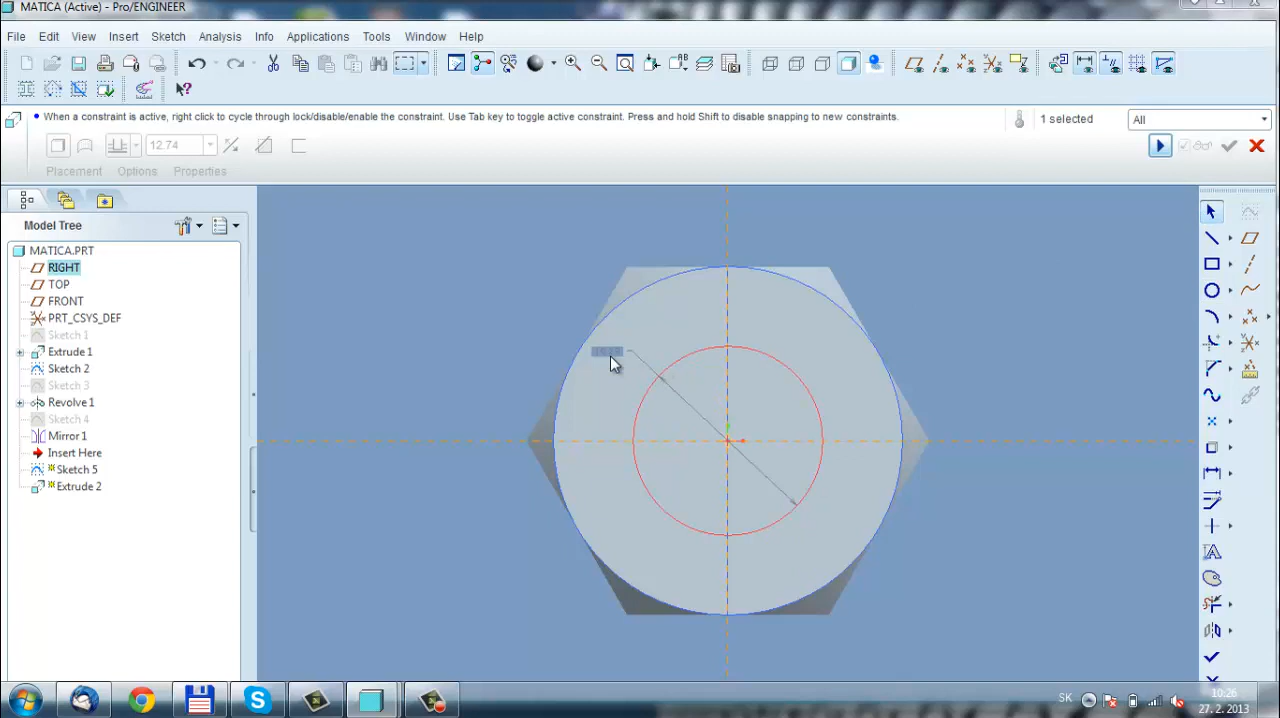 MATICA (Active) - Pro/ENGINEER
File Edit View Insert Sketch Analysis Info Applications Tools Window Help
When a constraint is active, right click to cycle through lock/disable/enable the constraint. Use Tab key to toggle active constraint. Press and hold Shift to disable snapping to new constraints.
1 selected
All
12.74
Placement Options Properties
Model Tree
MATICA.PRT
RIGHT
TOP
FRONT
PRT_CSYS_DEF
Sketch 1
Extrude 1
Sketch 2
Sketch 3
Revolve 1
Sketch 4
Mirror 1
Insert Here
Sketch 5
Extrude 2
SK
10:26
27. 2. 2013